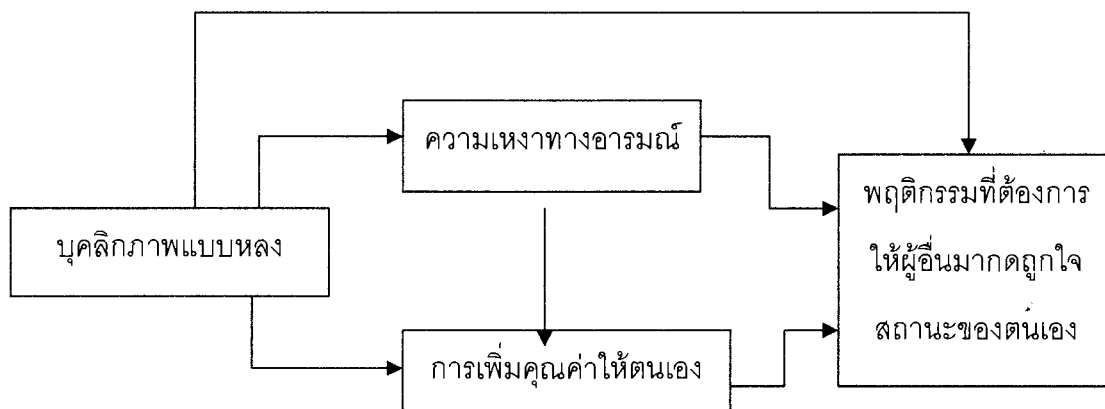 ความเหงาทางอารมณ์
พฤติกรรมที่ต้องการ
ให้ผู้อื่นมากดถูกใจ
สถานะของตนเอง
บุคลิกภาพแบบหลง
การเพิ่มคุณค่าให้ตนเอง